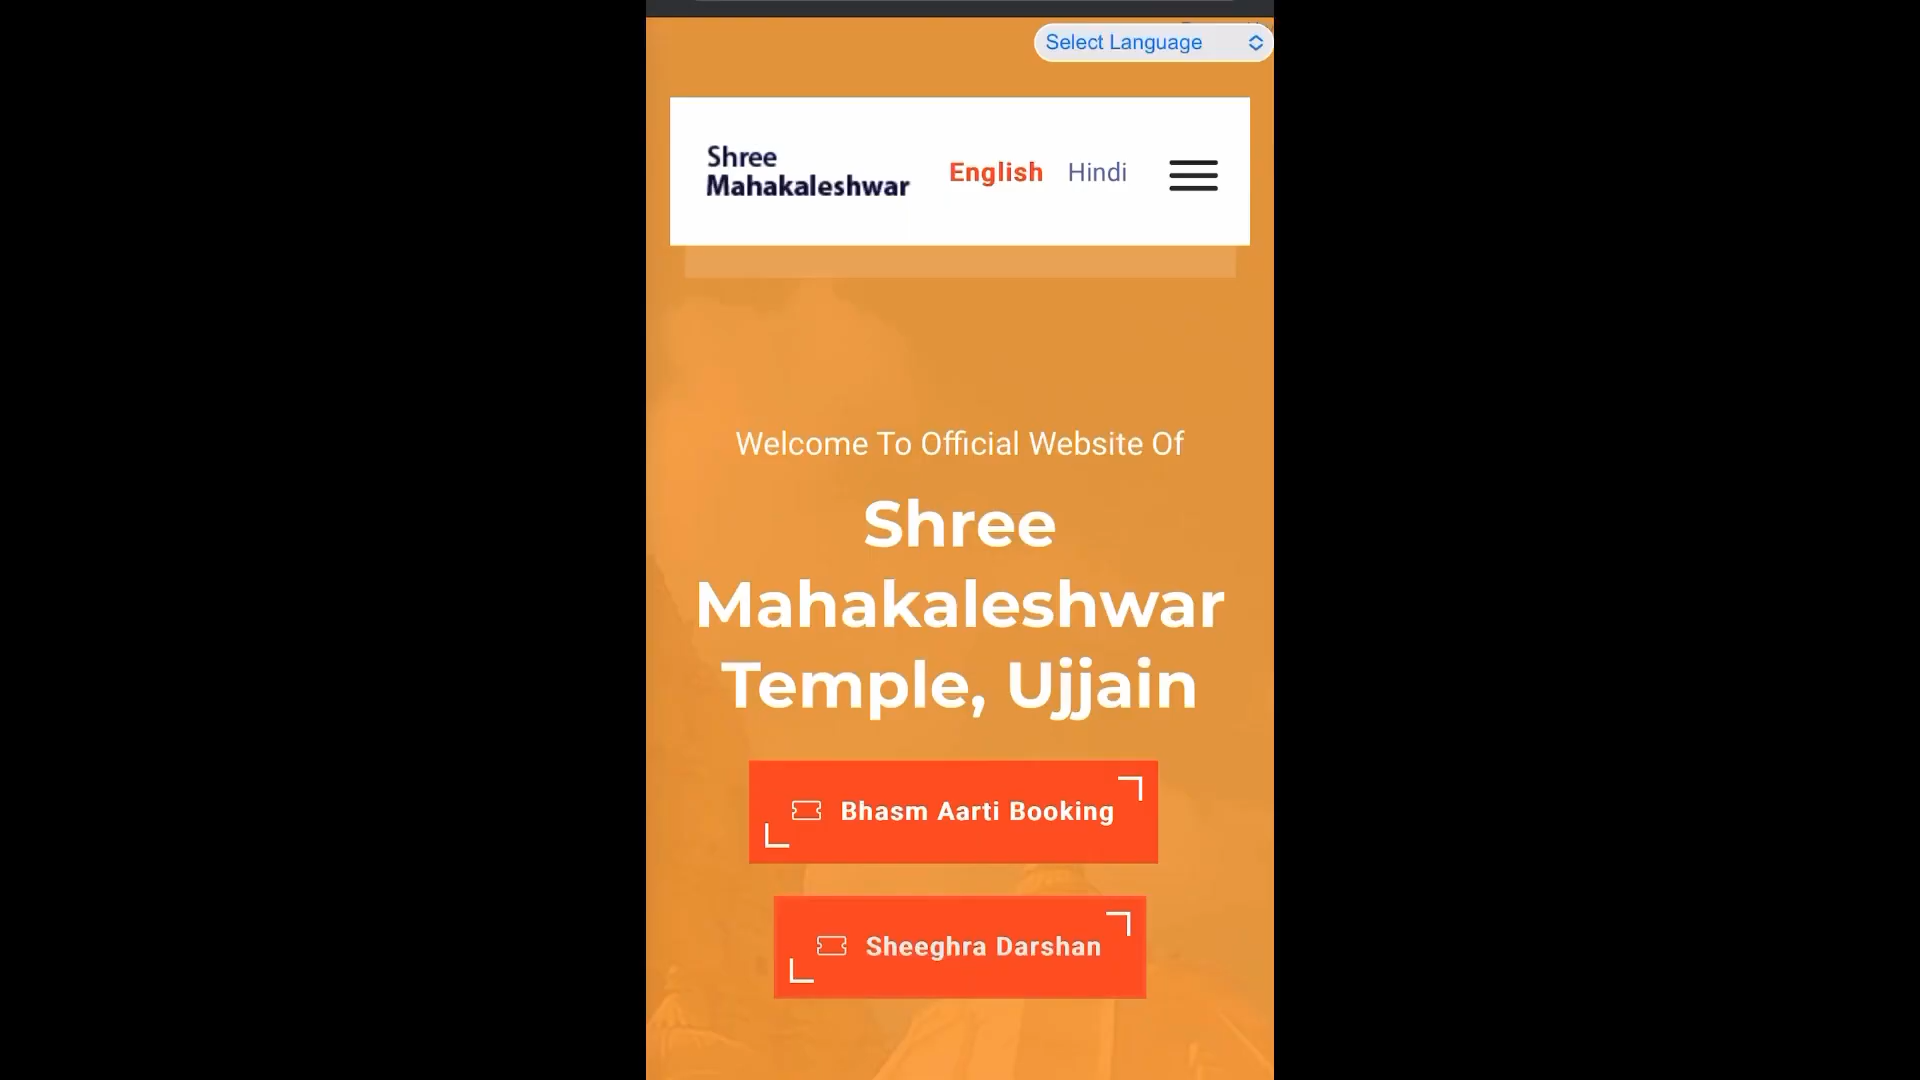 Select Language
Shree
Mahakaleshwar
English Hindi
Welcome To Official Website Of
Shree
Mahakaleshwar
Temple, Ujjain
Bhasm Aarti Booking
Sheeghra Darshan